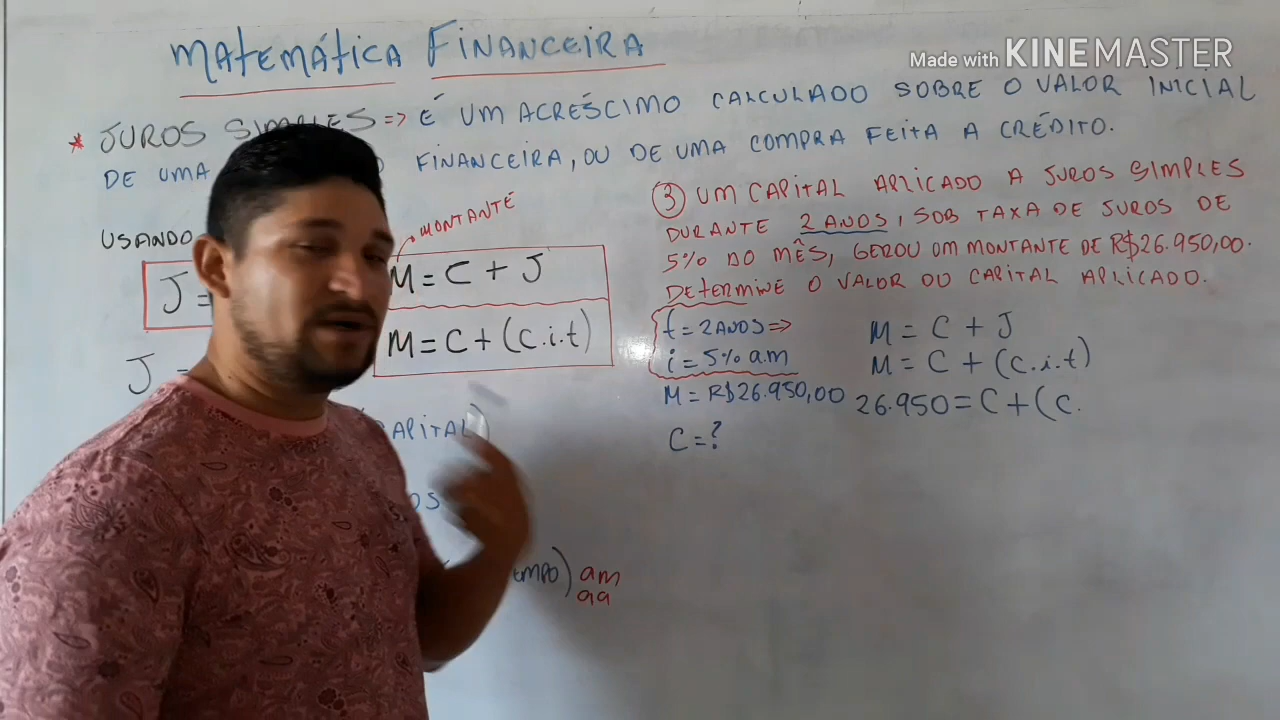 Made with KINEMASTER
MATEMÁTICA FINANCEIRA
* JUROS SIMPLES => É UM ACRÉSCIMO CALCULADO SOBRE O VALOR INICIAL
DE UMA FINANCEIRA, OU DE UMA COMPRA FEITA A CRÉDITO.
USANDO
MONTANTE
J =
M = C + J
M = C + (C.i.t)
J =
CAPITAL)
OS
EMPO) am
aa
③ UM CAPITAL APLICADO A JUROS SIMPLES
DURANTE 2 ANOS, SOB TAXA DE JUROS DE
5% AO MÊS, GEROU UM MONTANTE DE R$26.950,00.
DETERMINE O VALOR DO CAPITAL APLICADO.
t = 2 ANOS =>
i = 5% a.m
M = R$26.950,00
C = ?
M = C + J
M = C + (C.i.t)
26.950 = C + (C.